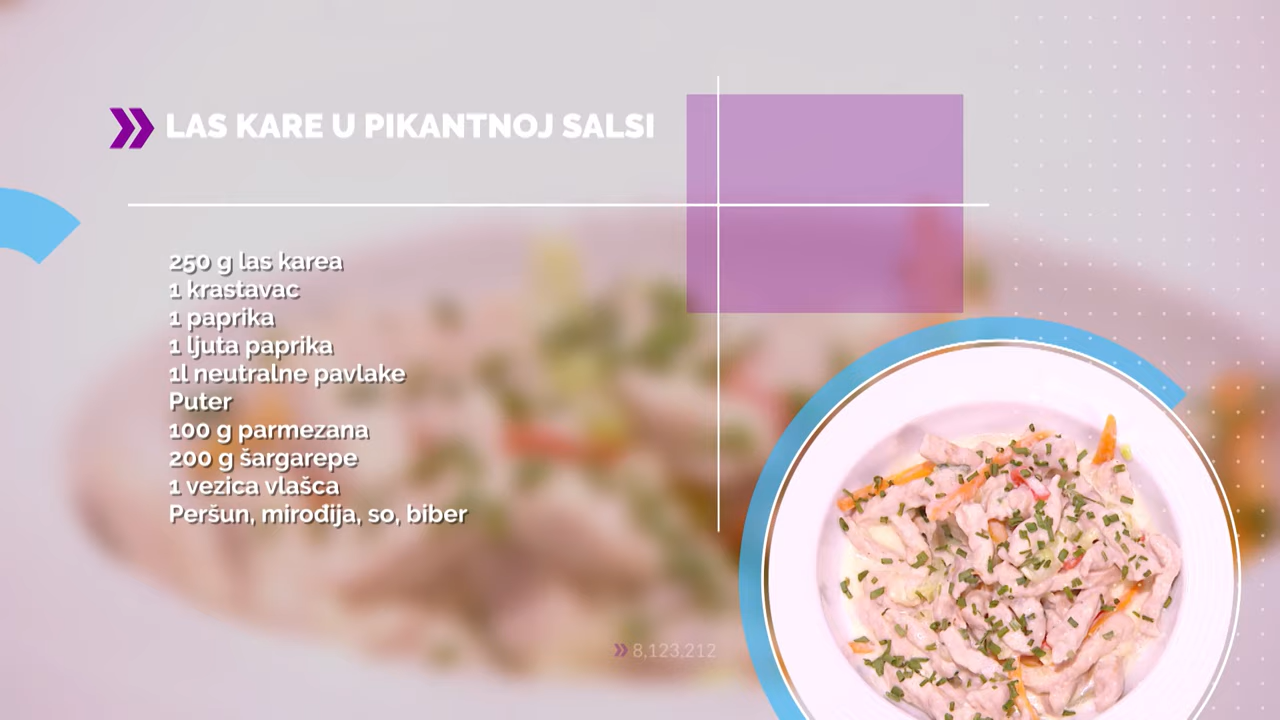 LAS KARE U PIKANTNOJ SALSI
250 g las karea
1 krastavac
1 paprika
1 ljuta paprika
1l neutralne pavlake
Puter
100 g parmezana
200 g šargarepe
1 vezica vlašca
Peršun, mirođija, so, biber
8,123,212